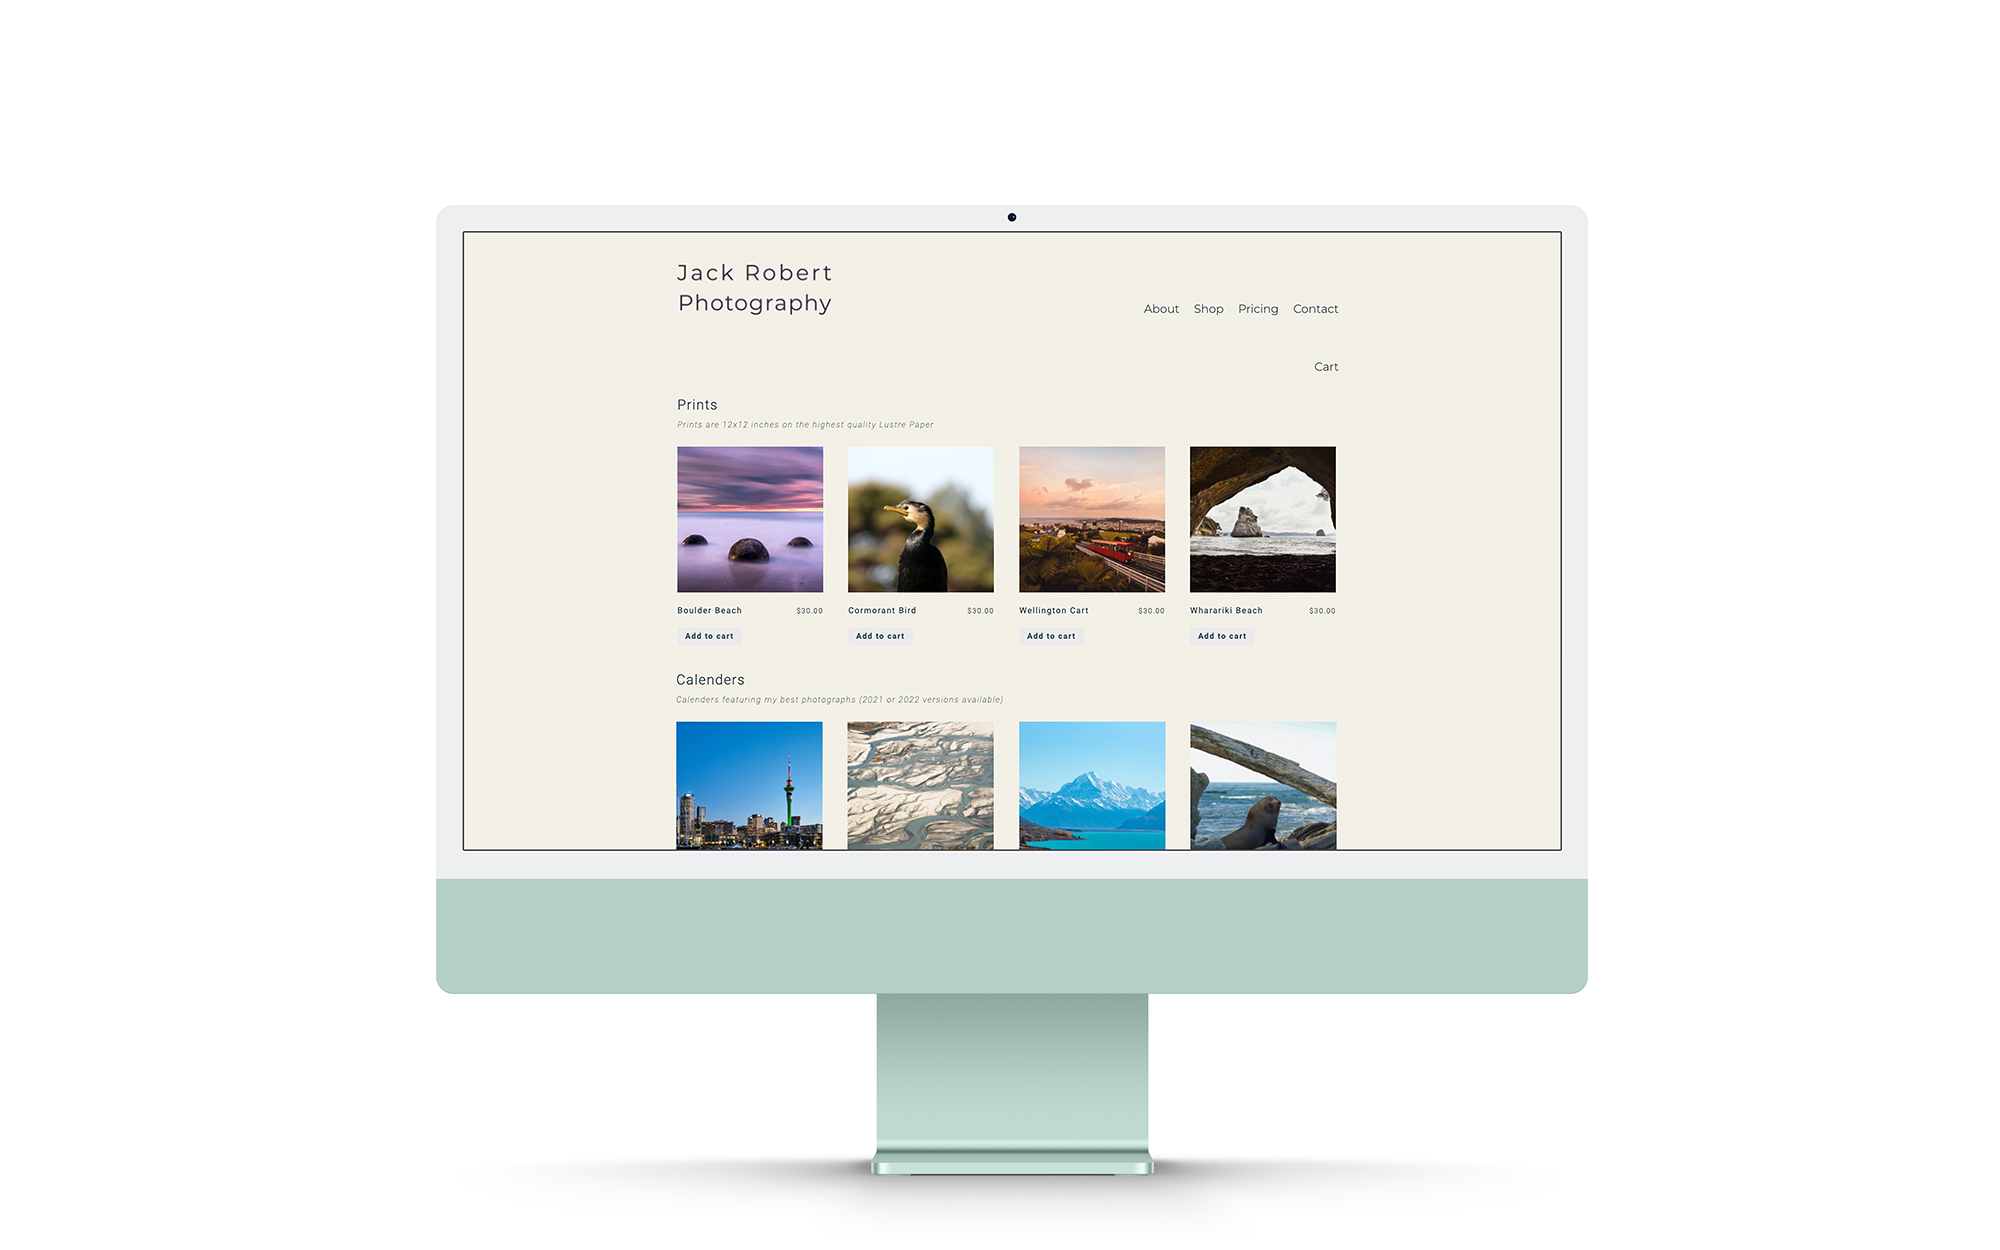 Jack Robert
Photography
About Shop Pricing Contact
Cart
Prints
Prints are 12x12 inches on the highest quality Lustre Paper
Boulder Beach $30.00
Cormorant Bird $30.00
Wellington Cart $30.00
Wharariki Beach $30.00
Add to cart
Add to cart
Add to cart
Add to cart
Calenders
Calenders featuring my best photographs (2021 or 2022 versions available)